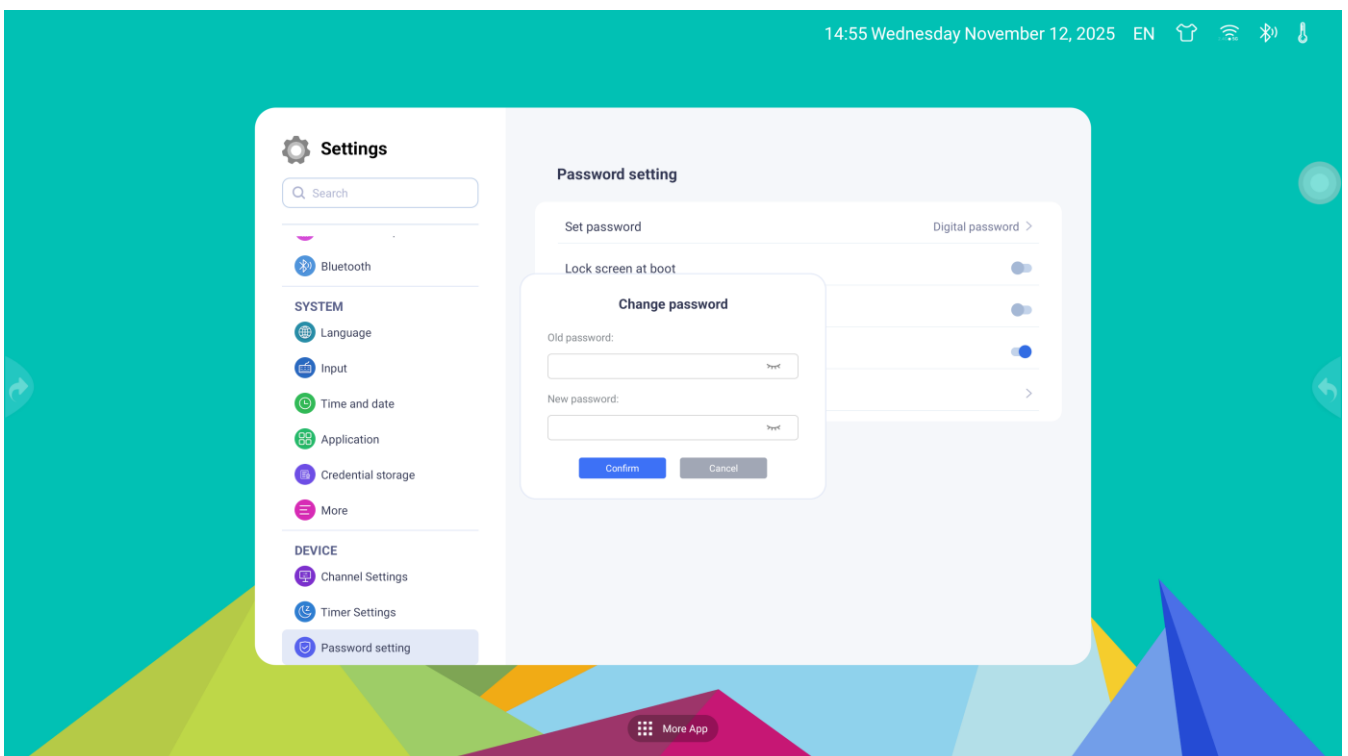 14:55 Wednesday November 12, 2025 EN
Settings
Search
Bluetooth
SYSTEM
Language
Input
Time and date
Application
Credential storage
More
DEVICE
Channel Settings
Timer Settings
Password setting
Password setting
Set password Digital password
Lock screen at boot
Change password
Old password:
New password:
Confirm Cancel
More App